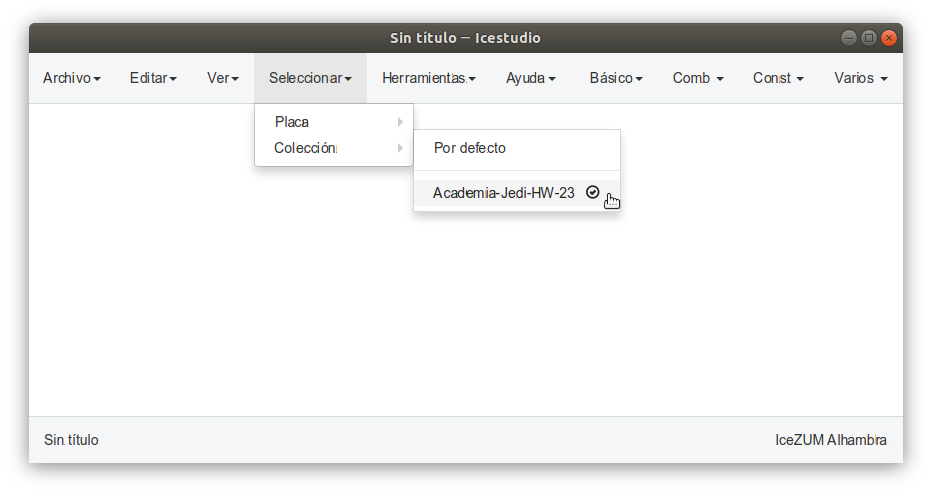 Sin título – Icestudio
Archivo Editar Ver Seleccionar Herramientas Ayuda Básico Comb Const Varios
Placa
Colección
Por defecto
Academia-Jedi-HW-23
Sin título IceZUM Alhambra